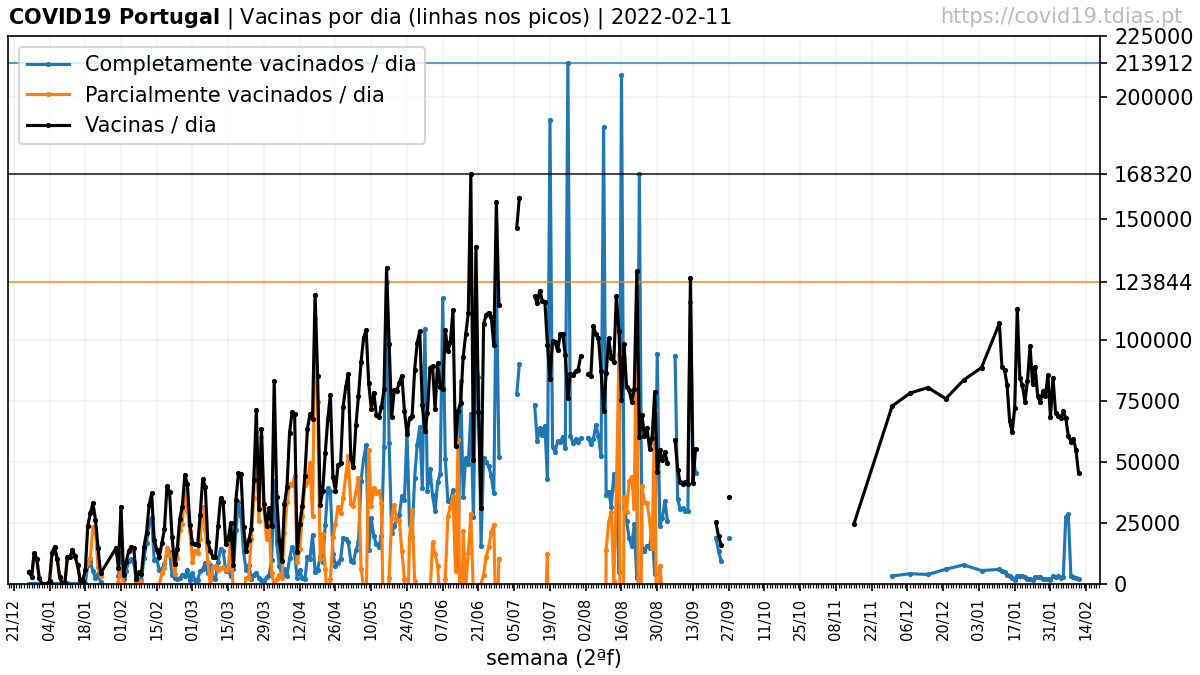 COVID19 Portugal | Vacinas por dia (linhas nos picos) | 2022-02-11
https://covid19.tdias.pt
Completamente vacinados / dia
Parcialmente vacinados / dia
Vacinas / dia
225000
213912
200000
168320
150000
123844
100000
75000
50000
25000
0
21/12 04/01 18/01 01/02 15/02 01/03 15/03 29/03 12/04 26/04 10/05 24/05 07/06 21/06 05/07 19/07 02/08 16/08 30/08 13/09 27/09 11/10 25/10 08/11 22/11 06/12 20/12 03/01 17/01 31/01 14/02
semana (2ªf)